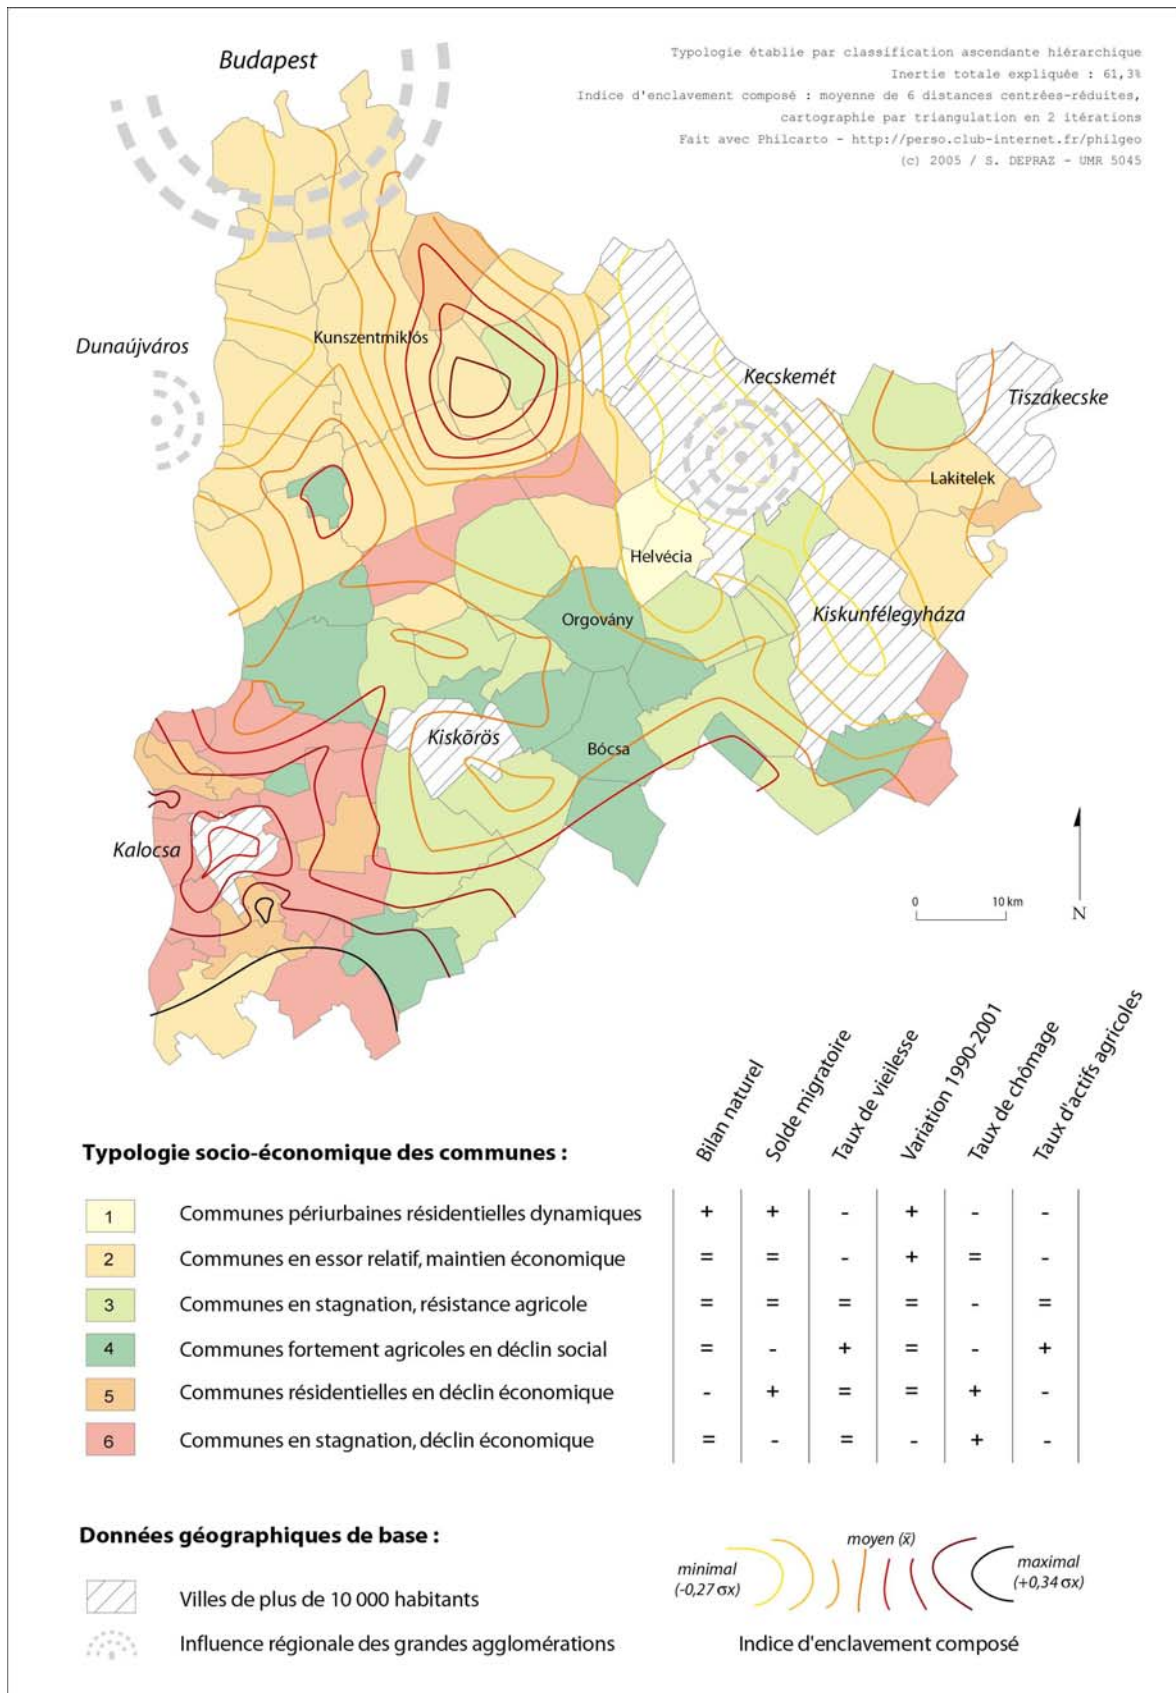 Budapest
Typologie établie par classification ascendante hiérarchique
Inertie totale expliquée : 61,3%
Indice d'enclavement composé : moyenne de 6 distances centrées-réduites,
cartographie par triangulation en 2 itérations
Fait avec Philcarto - http://perso.club-internet.fr/philgeo
(c) 2005 / S. DEPRAZ - UMR 5045
Kunszentmiklós
Dunaújváros
Kecskemét
Tiszakecske
Lakitelek
Helvécia
Orgovány
Kiskunfélegyháza
Kiskőrös
Bócsa
Kalocsa
0 10 km
N
Bilan naturel
Solde migratoire
Taux de vieilesse
Variation 1990-2001
Taux de chômage
Taux d'actifs agricoles
Typologie socio-économique des communes :
1 Communes périurbaines résidentielles dynamiques + + - + - -
2 Communes en essor relatif, maintien économique = = - + = -
3 Communes en stagnation, résistance agricole = = = = - =
4 Communes fortement agricoles en déclin social = - + = - +
5 Communes résidentielles en déclin économique - + = = + -
6 Communes en stagnation, déclin économique = - = - + -
Données géographiques de base :
Villes de plus de 10 000 habitants
Influence régionale des grandes agglomérations
moyen (x̄)
minimal
(-0,27 σx)
maximal
(+0,34 σx)
Indice d'enclavement composé